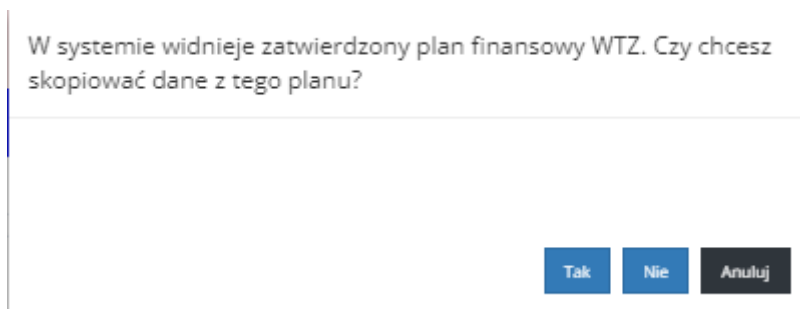 W systemie widnieje zatwierdzony plan finansowy WTZ. Czy chcesz
skopiować dane z tego planu?
Tak Nie Anuluj